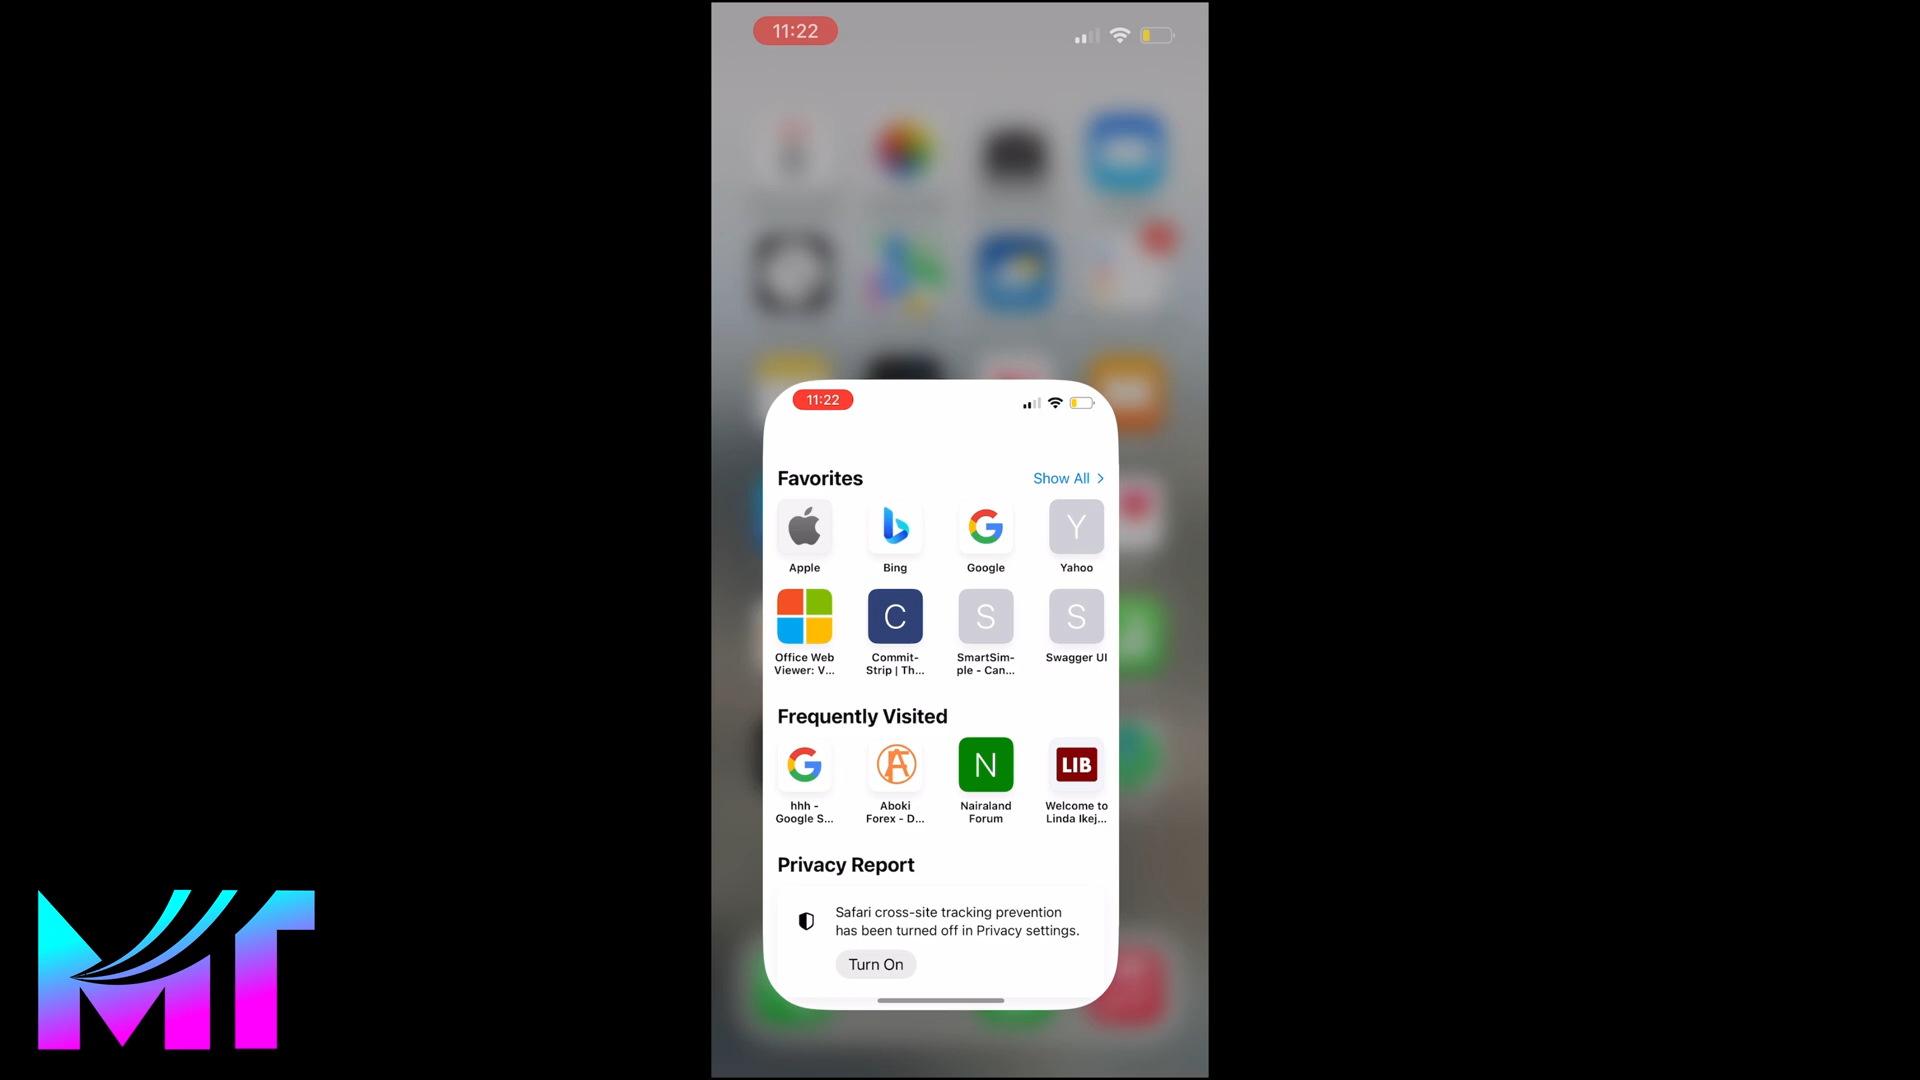 11:22
11:22
Favorites
Show All >
Apple
Bing
Google
Y
Yahoo
Office Web
Viewer: V...
C
Commit-
Strip | Th...
S
SmartSim-
ple - Can...
S
Swagger UI
Frequently Visited
hhh -
Google S...
Aboki
Forex - D...
N
Nairaland
Forum
LIB
Welcome to
Linda Ikej...
Privacy Report
Safari cross-site tracking prevention
has been turned off in Privacy settings.
Turn On
MT